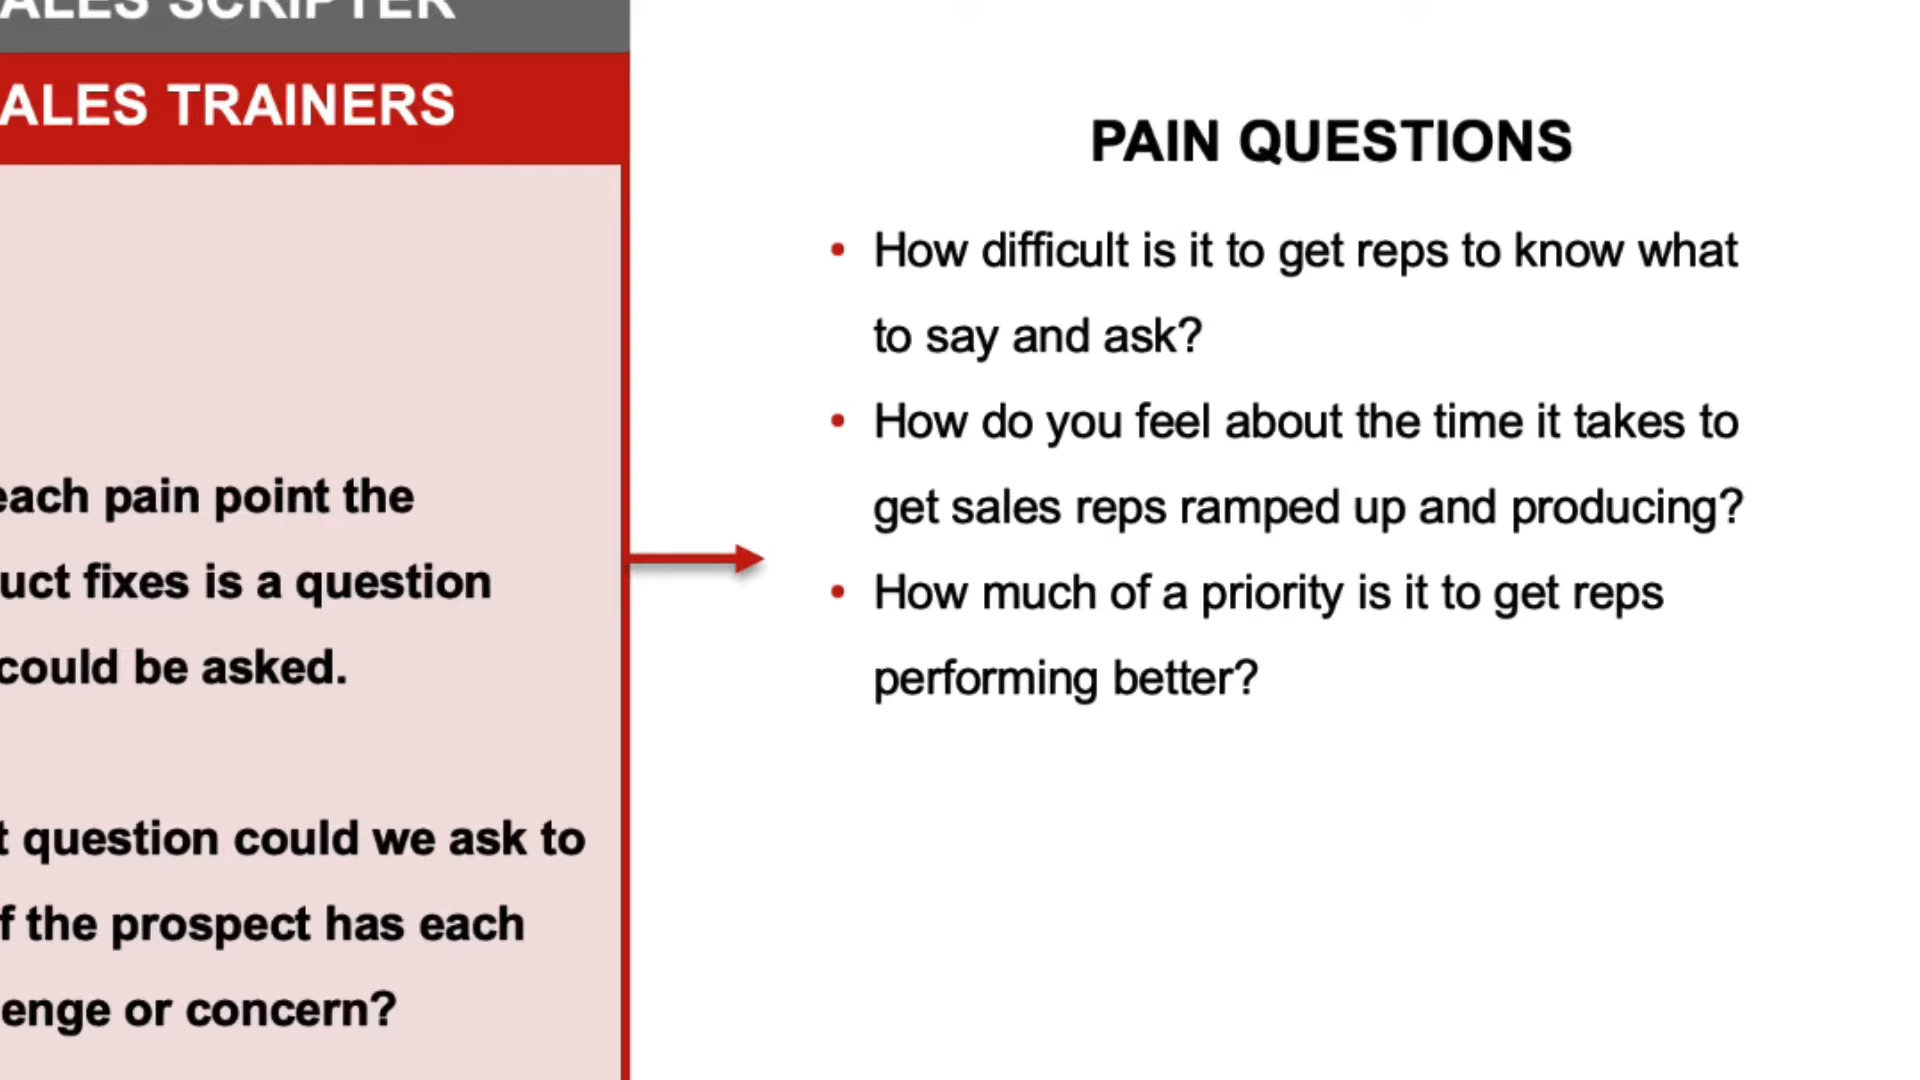 ALES SCRIPTER
ALES TRAINERS
each pain point the
uct fixes is a question
could be asked.
t question could we ask to
f the prospect has each
enge or concern?
PAIN QUESTIONS
• How difficult is it to get reps to know what
to say and ask?
• How do you feel about the time it takes to
get sales reps ramped up and producing?
• How much of a priority is it to get reps
performing better?